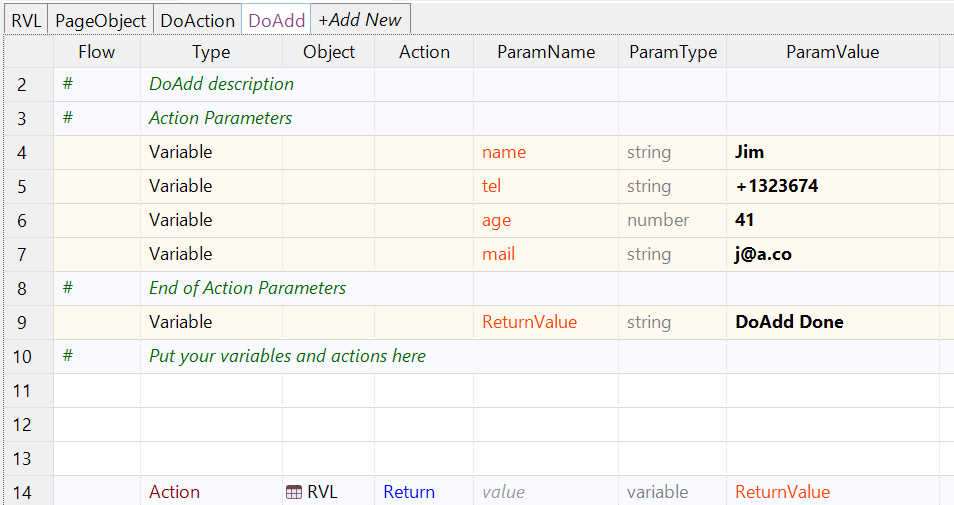 RVL PageObject DoAction DoAdd +Add New
Flow Type Object Action ParamName ParamType ParamValue
2 # DoAdd description
3 # Action Parameters
4 Variable name string Jim
5 Variable tel string +1323674
6 Variable age number 41
7 Variable mail string j@a.co
8 # End of Action Parameters
9 Variable ReturnValue string DoAdd Done
10 # Put your variables and actions here
11
12
13
14 Action RVL Return value variable ReturnValue